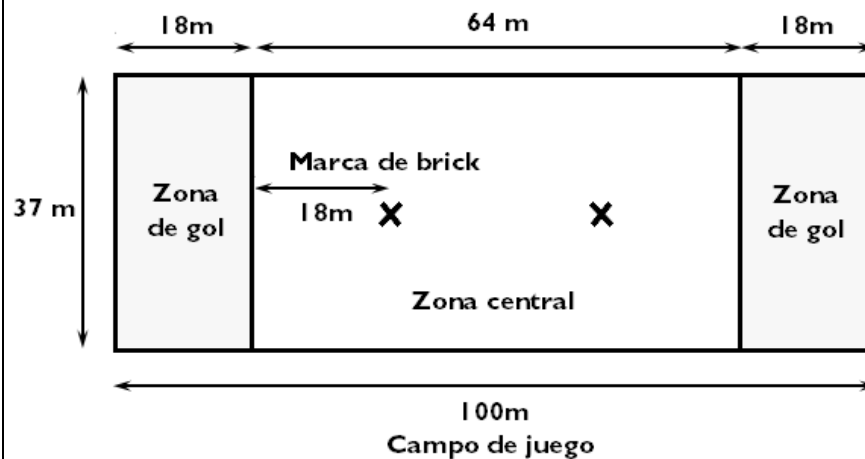 18m
64 m
18m
Marca de brick
18m
37 m
Zona
de gol
Zona
de gol
Zona central
100m
Campo de juego